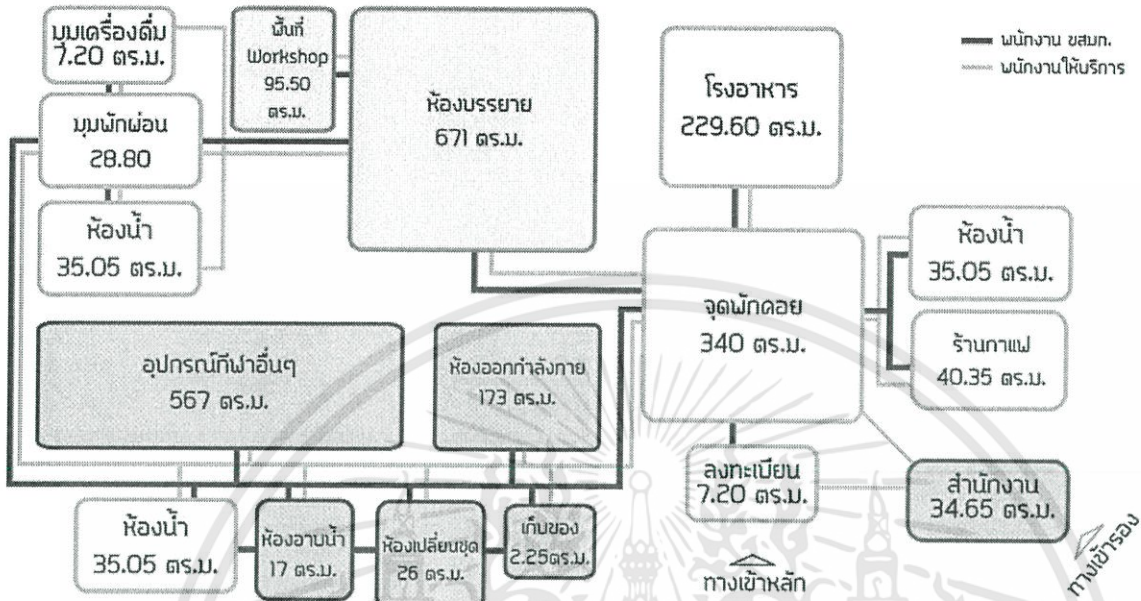 มุมเครื่องดื่ม
7.20 ตร.ม.
พื้นที่
Workshop
95.50
ตร.ม.
ห้องบรรยาย
671 ตร.ม.
โรงอาหาร
229.60 ตร.ม.
พนักงาน ขสมก.
พนักงานให้บริการ
มุมพักผ่อน
28.80
ห้องน้ำ
35.05 ตร.ม.
จุดพักคอย
340 ตร.ม.
ห้องน้ำ
35.05 ตร.ม.
ร้านกาแฟ
40.35 ตร.ม.
อุปกรณ์กีฬาอื่นๆ
567 ตร.ม.
ห้องออกกำลังกาย
173 ตร.ม.
ลงทะเบียน
7.20 ตร.ม.
สำนักงาน
34.65 ตร.ม.
ห้องน้ำ
35.05 ตร.ม.
ห้องอาบน้ำ
17 ตร.ม.
ห้องเปลี่ยนชุด
26 ตร.ม.
เก็บของ
2.25ตร.ม.
ทางเข้าหลัก
ทางเข้ารอง